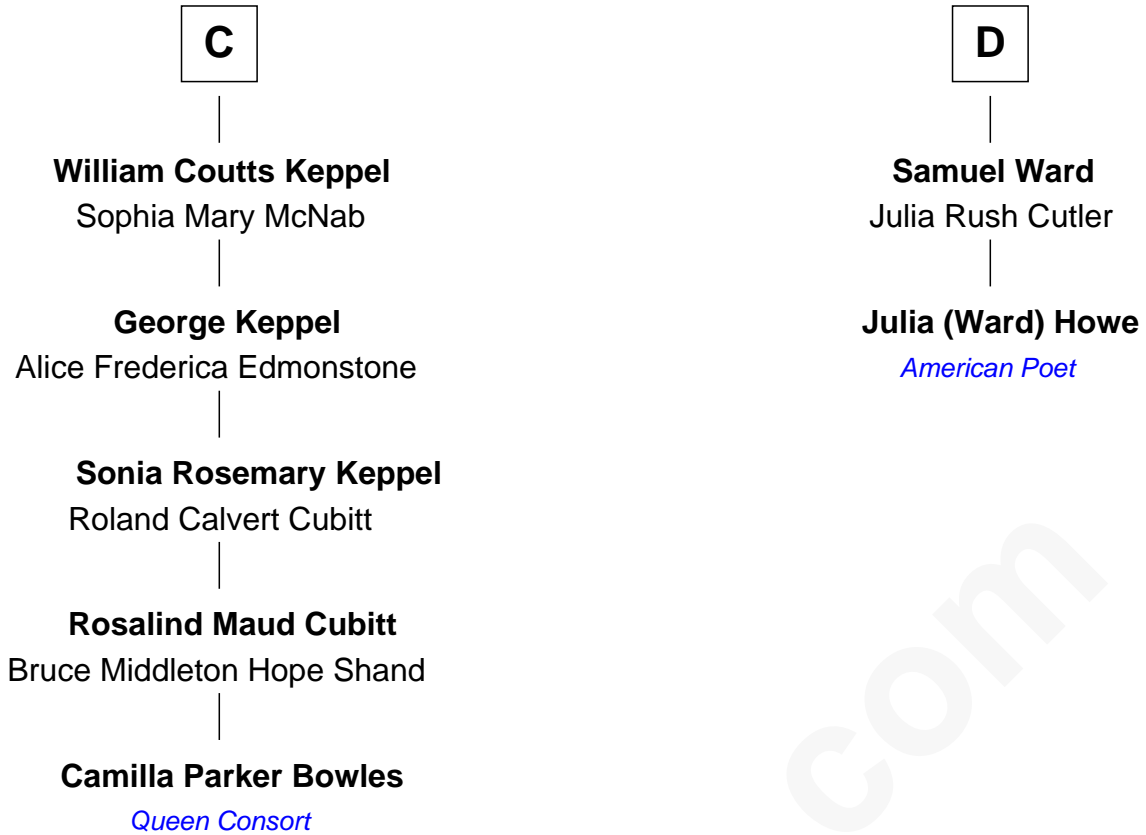 C
William Coutts Keppel
Sophia Mary McNab
George Keppel
Alice Frederica Edmonstone
Sonia Rosemary Keppel
Roland Calvert Cubitt
Rosalind Maud Cubitt
Bruce Middleton Hope Shand
Camilla Parker Bowles
Queen Consort
D
Samuel Ward
Julia Rush Cutler
Julia (Ward) Howe
American Poet
com